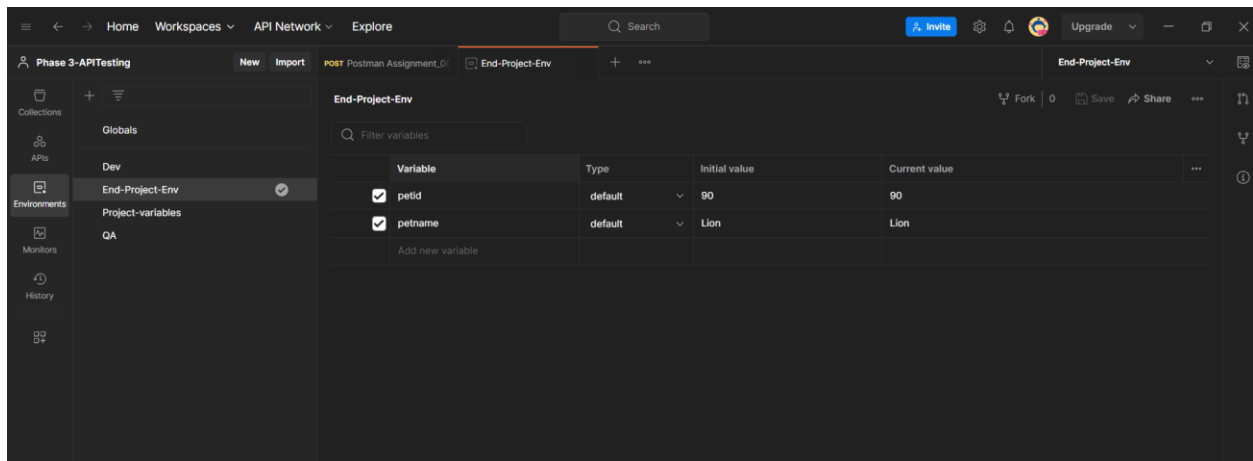 Home Workspaces API Network Explore Search Invite Upgrade
Phase 3-APITesting New Import POST Postman Assignment_0 End-Project-Env End-Project-Env
Collections
APIs
Environments
Monitors
History
Globals
Dev
End-Project-Env
Project-variables
QA
End-Project-Env Fork 0 Save Share
Filter variables
Variable Type Initial value Current value
petid default 90 90
petname default Lion Lion
Add new variable